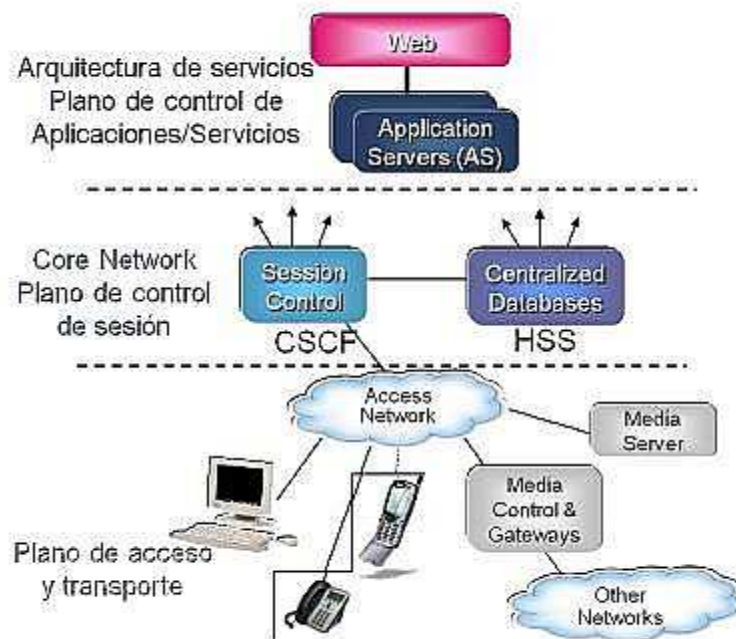 Web
Arquitectura de servicios
Plano de control de
Aplicaciones/Servicios
Application
Servers (AS)
Core Network
Plano de control
de sesión
Session
Control
CSCF
Centralized
Databases
HSS
Access
Network
Media
Server
Media
Control &
Gateways
Plano de acceso
y transporte
Other
Networks